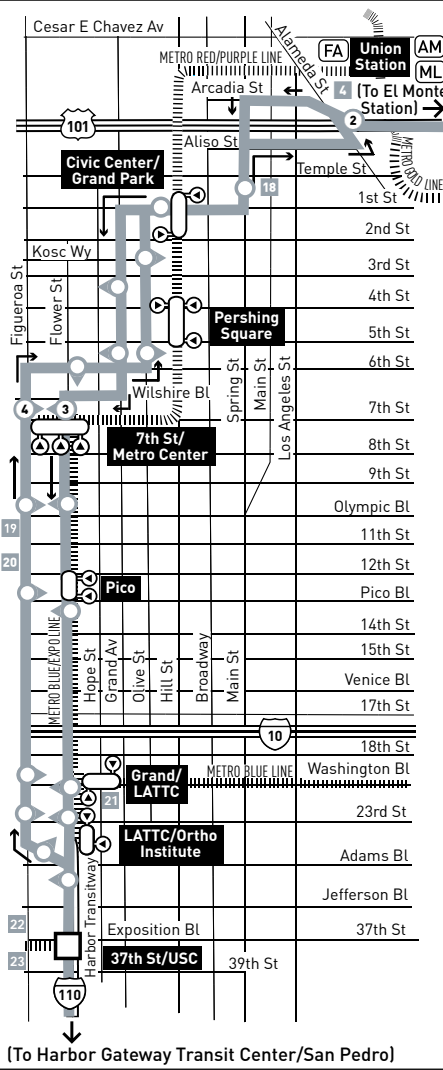 Cesar E Chavez Av
Alameda St
FA
Union
Station
AM
ML
METRO RED/PURPLE LINE
Arcadia St
4
(To El Monte
Station)
101
2
Aliso St
METRO GOLD LINE
Civic Center/
Grand Park
Temple St
18
1st St
2nd St
Kosc Wy
3rd St
Figueroa St
Flower St
4th St
Pershing
Square
5th St
Spring St
Main St
Los Angeles St
6th St
Wilshire Bl
4
3
7th St
7th St/
Metro Center
8th St
9th St
Olympic Bl
19
11th St
20
12th St
Pico
Pico Bl
METRO BLUE/EXPO LINE
14th St
Hope St
Grand Av
Olive St
Hill St
Broadway
Main St
15th St
Venice Bl
17th St
10
18th St
Grand/
LATTC
METRO BLUE LINE
Washington Bl
21
23rd St
LATTC/Ortho
Institute
Adams Bl
Harbor Transitway
Jefferson Bl
22
Exposition Bl
37th St
23
37th St/USC
39th St
110
(To Harbor Gateway Transit Center/San Pedro)